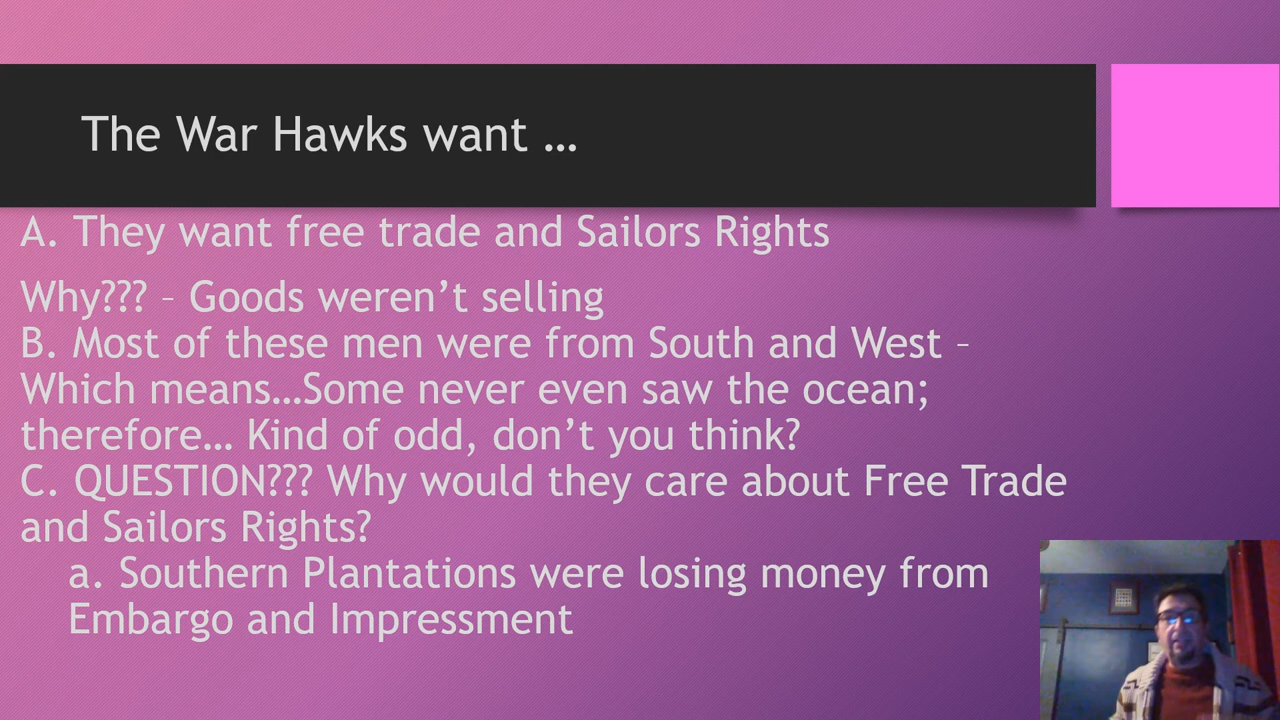 The War Hawks want …
A. They want free trade and Sailors Rights
Why??? – Goods weren’t selling
B. Most of these men were from South and West –
Which means…Some never even saw the ocean;
therefore… Kind of odd, don’t you think?
C. QUESTION??? Why would they care about Free Trade
and Sailors Rights?
a. Southern Plantations were losing money from
Embargo and Impressment